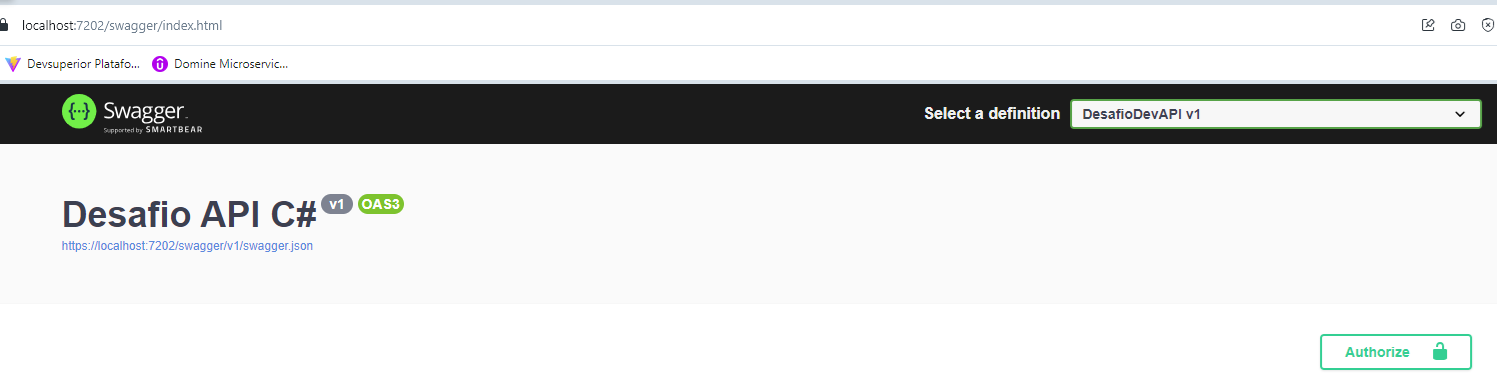 localhost:7202/swagger/index.html
Devsuperior Platafo... Domine Microservic...
{··} Swagger. Select a definition DesafioDevAPI v1
Supported by SMARTBEAR
Desafio API C# v1 OAS3
https://localhost:7202/swagger/v1/swagger.json
Authorize